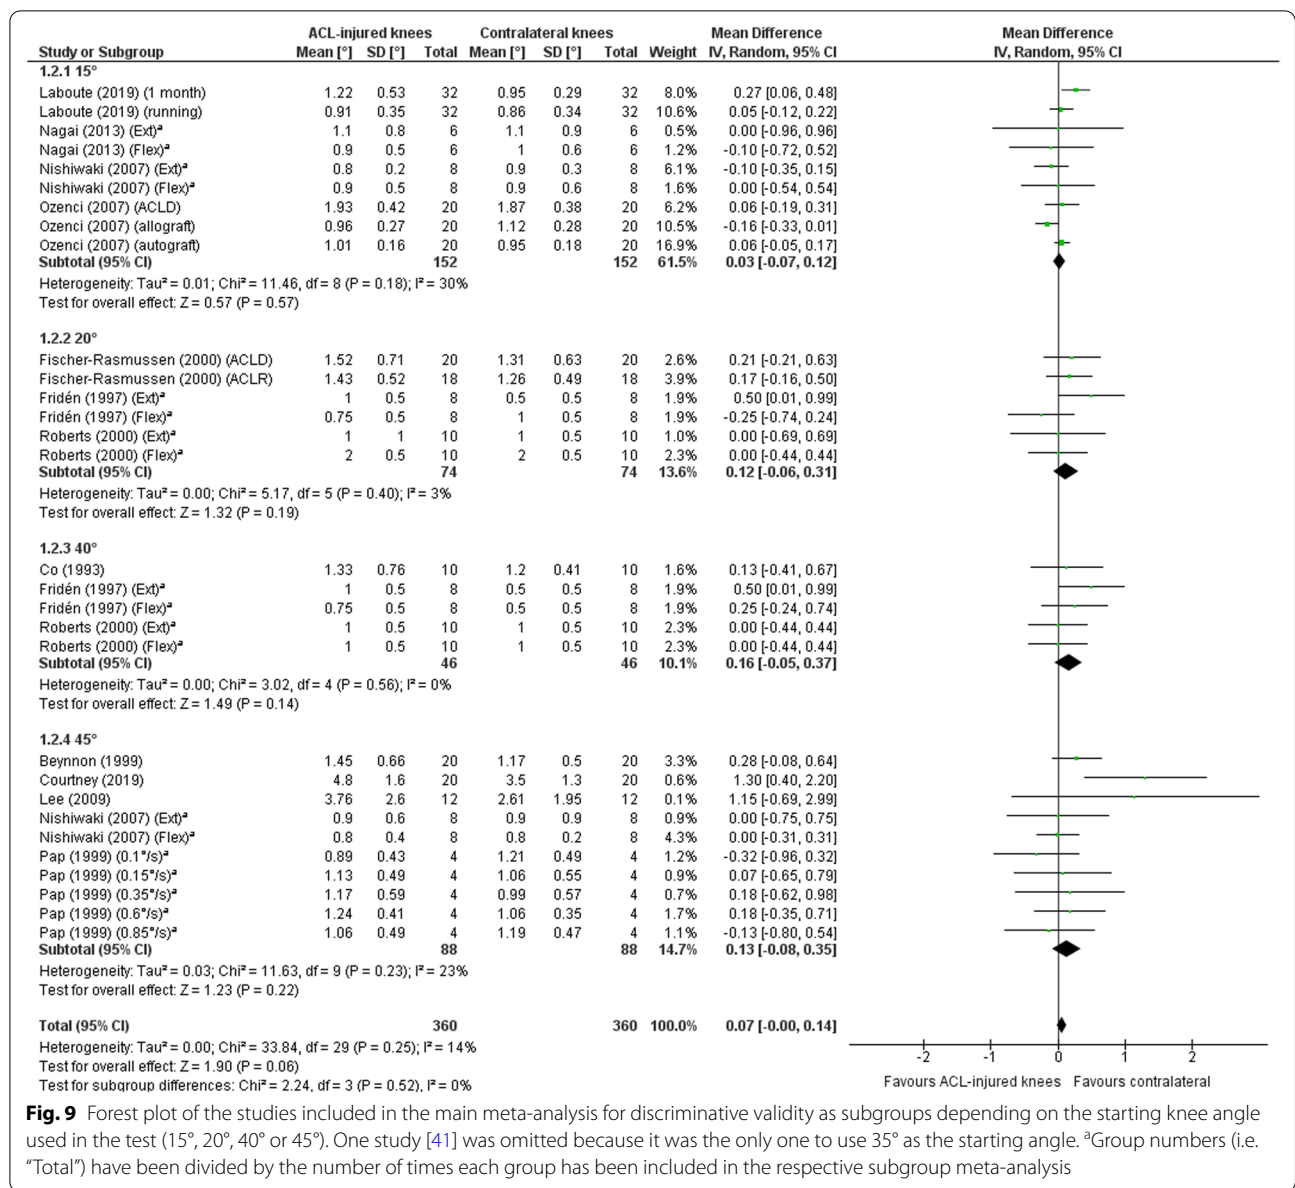 ACL-injured knees Contralateral knees Mean Difference Mean Difference
Study or Subgroup Mean [°] SD [°] Total Mean [°] SD [°] Total Weight IV, Random, 95% CI IV, Random, 95% CI
1.2.1 15°
Laboute (2019) (1 month) 1.22 0.53 32 0.95 0.29 32 8.0% 0.27 [0.06, 0.48]
Laboute (2019) (running) 0.91 0.35 32 0.86 0.34 32 10.6% 0.05 [-0.12, 0.22]
Nagai (2013) (Ext)ª 1.1 0.8 6 1.1 0.9 6 0.5% 0.00 [-0.96, 0.96]
Nagai (2013) (Flex)ª 0.9 0.5 6 1 0.6 6 1.2% -0.10 [-0.72, 0.52]
Nishiwaki (2007) (Ext)ª 0.8 0.2 8 0.9 0.3 8 6.1% -0.10 [-0.35, 0.15]
Nishiwaki (2007) (Flex)ª 0.9 0.5 8 0.9 0.6 8 1.6% 0.00 [-0.54, 0.54]
Ozenci (2007) (ACLD) 1.93 0.42 20 1.87 0.38 20 6.2% 0.06 [-0.19, 0.31]
Ozenci (2007) (allograft) 0.96 0.27 20 1.12 0.28 20 10.5% -0.16 [-0.33, 0.01]
Ozenci (2007) (autograft) 1.01 0.16 20 0.95 0.18 20 16.9% 0.06 [-0.05, 0.17]
Subtotal (95% CI) 152 152 61.5% 0.03 [-0.07, 0.12]
Heterogeneity: Tau² = 0.01; Chi² = 11.46, df = 8 (P = 0.18); I² = 30%
Test for overall effect: Z = 0.57 (P = 0.57)
1.2.2 20°
Fischer-Rasmussen (2000) (ACLD) 1.52 0.71 20 1.31 0.63 20 2.6% 0.21 [-0.21, 0.63]
Fischer-Rasmussen (2000) (ACLR) 1.43 0.52 18 1.26 0.49 18 3.9% 0.17 [-0.16, 0.50]
Fridén (1997) (Ext)ª 1 0.5 8 0.5 0.5 8 1.9% 0.50 [0.01, 0.99]
Fridén (1997) (Flex)ª 0.75 0.5 8 1 0.5 8 1.9% -0.25 [-0.74, 0.24]
Roberts (2000) (Ext)ª 1 1 10 1 0.5 10 1.0% 0.00 [-0.69, 0.69]
Roberts (2000) (Flex)ª 2 0.5 10 2 0.5 10 2.3% 0.00 [-0.44, 0.44]
Subtotal (95% CI) 74 74 13.6% 0.12 [-0.06, 0.31]
Heterogeneity: Tau² = 0.00; Chi² = 5.17, df = 5 (P = 0.40); I² = 3%
Test for overall effect: Z = 1.32 (P = 0.19)
1.2.3 40°
Co (1993) 1.33 0.76 10 1.2 0.41 10 1.6% 0.13 [-0.41, 0.67]
Fridén (1997) (Ext)ª 1 0.5 8 0.5 0.5 8 1.9% 0.50 [0.01, 0.99]
Fridén (1997) (Flex)ª 0.75 0.5 8 0.5 0.5 8 1.9% 0.25 [-0.24, 0.74]
Roberts (2000) (Ext)ª 1 0.5 10 1 0.5 10 2.3% 0.00 [-0.44, 0.44]
Roberts (2000) (Flex)ª 1 0.5 10 1 0.5 10 2.3% 0.00 [-0.44, 0.44]
Subtotal (95% CI) 46 46 10.1% 0.16 [-0.05, 0.37]
Heterogeneity: Tau² = 0.00; Chi² = 3.02, df = 4 (P = 0.56); I² = 0%
Test for overall effect: Z = 1.49 (P = 0.14)
1.2.4 45°
Beynnon (1999) 1.45 0.66 20 1.17 0.5 20 3.3% 0.28 [-0.08, 0.64]
Courtney (2019) 4.8 1.6 20 3.5 1.3 20 0.6% 1.30 [0.40, 2.20]
Lee (2009) 3.76 2.6 12 2.61 1.95 12 0.1% 1.15 [-0.69, 2.99]
Nishiwaki (2007) (Ext)ª 0.9 0.6 8 0.9 0.9 8 0.9% 0.00 [-0.75, 0.75]
Nishiwaki (2007) (Flex)ª 0.8 0.4 8 0.8 0.2 8 4.3% 0.00 [-0.31, 0.31]
Pap (1999) (0.1°/s)ª 0.89 0.43 4 1.21 0.49 4 1.2% -0.32 [-0.96, 0.32]
Pap (1999) (0.15°/s)ª 1.13 0.49 4 1.06 0.55 4 0.9% 0.07 [-0.65, 0.79]
Pap (1999) (0.35°/s)ª 1.17 0.59 4 0.99 0.57 4 0.7% 0.18 [-0.62, 0.98]
Pap (1999) (0.6°/s)ª 1.24 0.41 4 1.06 0.35 4 1.7% 0.18 [-0.35, 0.71]
Pap (1999) (0.85°/s)ª 1.06 0.49 4 1.19 0.47 4 1.1% -0.13 [-0.80, 0.54]
Subtotal (95% CI) 88 88 14.7% 0.13 [-0.08, 0.35]
Heterogeneity: Tau² = 0.03; Chi² = 11.63, df = 9 (P = 0.23); I² = 23%
Test for overall effect: Z = 1.23 (P = 0.22)
Total (95% CI) 360 360 100.0% 0.07 [-0.00, 0.14]
Heterogeneity: Tau² = 0.00; Chi² = 33.84, df = 29 (P = 0.25); I² = 14%
Test for overall effect: Z = 1.90 (P = 0.06)
Test for subgroup differences: Chi² = 2.24, df = 3 (P = 0.52), I² = 0%
-2 -1 0 1 2
Favours ACL-injured knees Favours contralateral
Fig. 9 Forest plot of the studies included in the main meta-analysis for discriminative validity as subgroups depending on the starting knee angle
used in the test (15°, 20°, 40° or 45°). One study [41] was omitted because it was the only one to use 35° as the starting angle. ªGroup numbers (i.e.
“Total”) have been divided by the number of times each group has been included in the respective subgroup meta-analysis